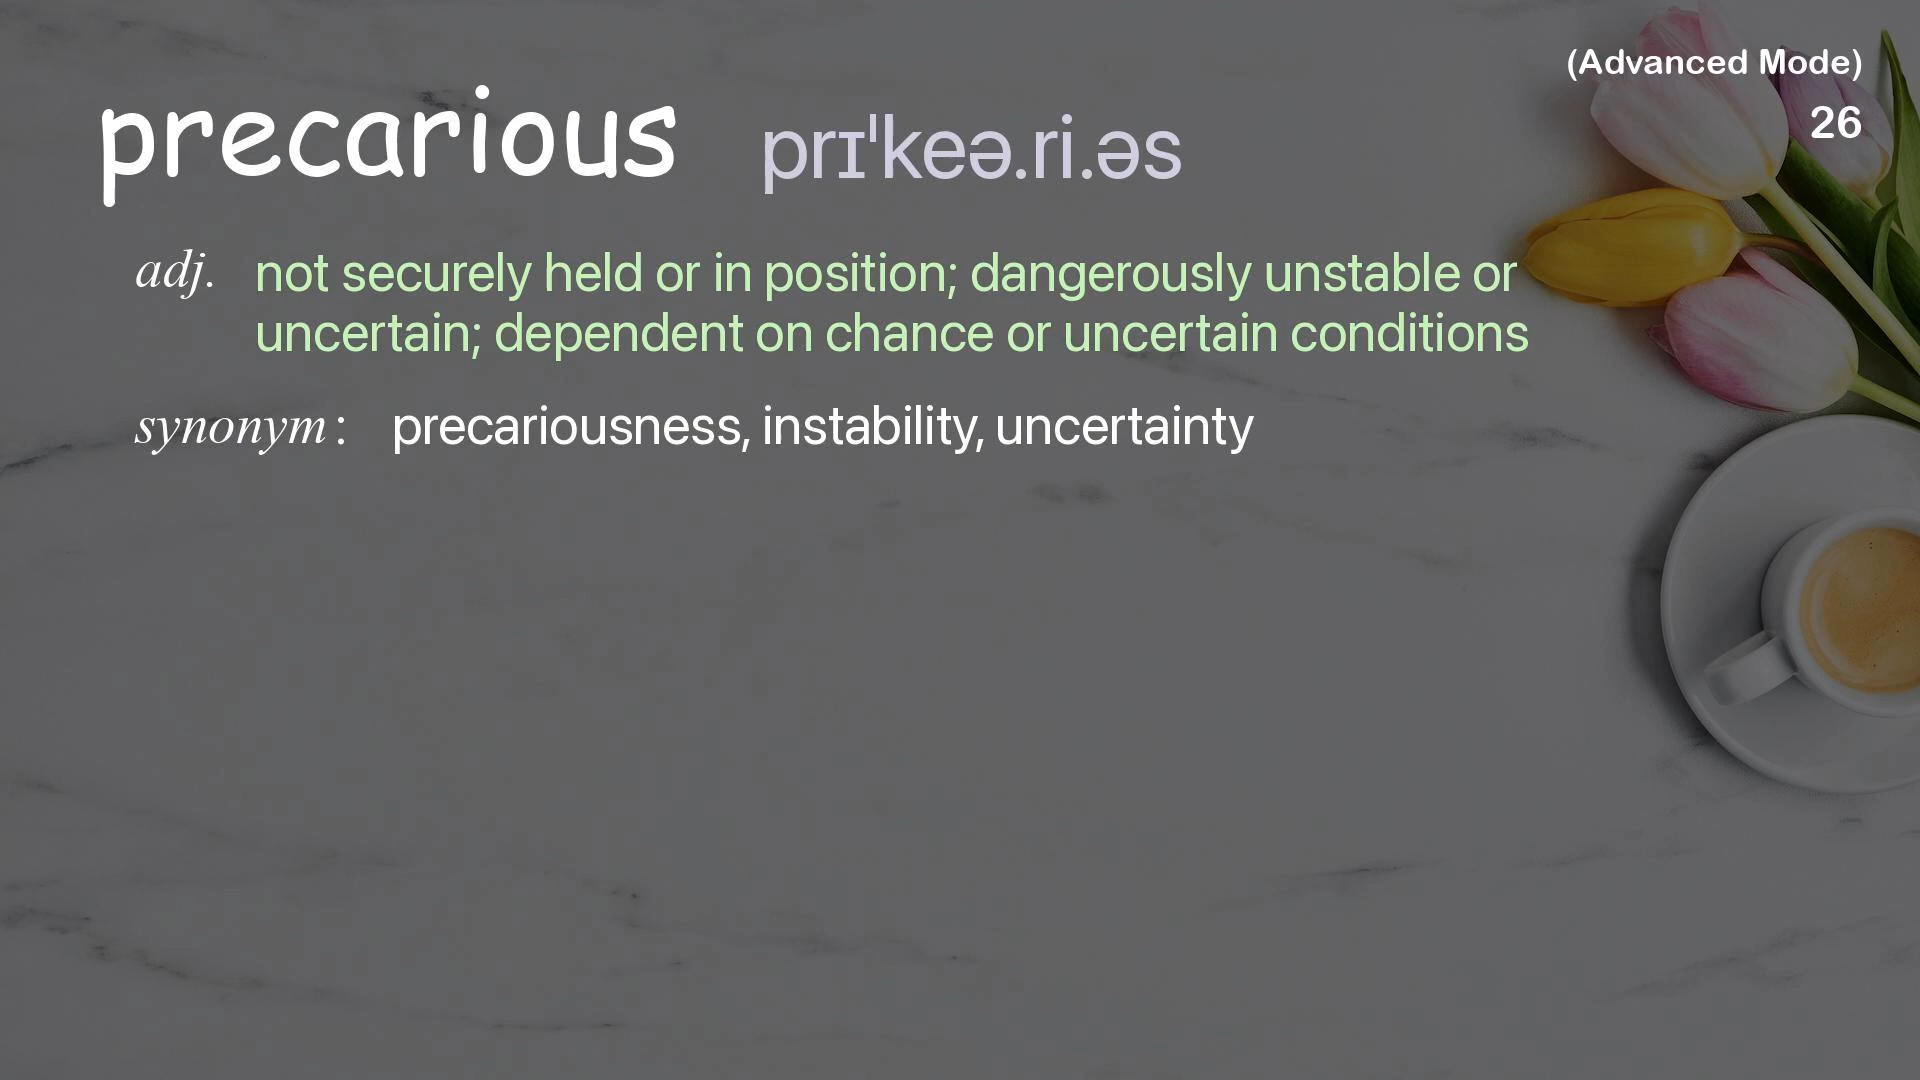 (Advanced Mode)
26
precarious prɪˈkeə.ri.əs
adj. not securely held or in position; dangerously unstable or
uncertain; dependent on chance or uncertain conditions
synonym : precariousness, instability, uncertainty